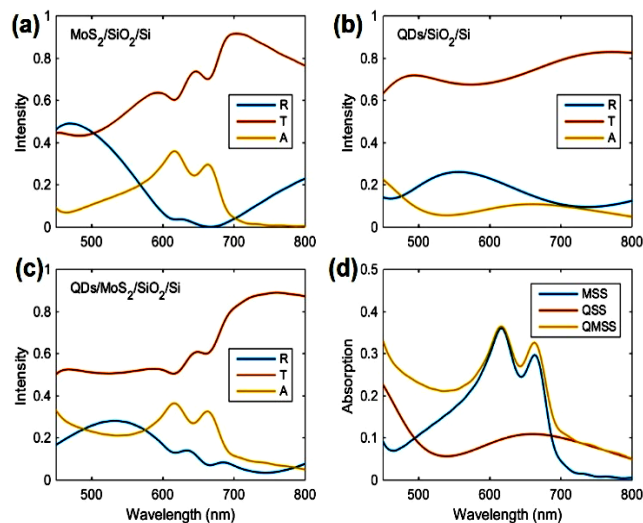 (a) MoS2/SiO2/Si
Intensity
1
0.8
0.6
0.4
0.2
0
R
T
A
500 600 700 800
(b) QDs/SiO2/Si
Intensity
1
0.8
0.6
0.4
0.2
0
R
T
A
500 600 700 800
(c) QDs/MoS2/SiO2/Si
Intensity
1
0.8
0.6
0.4
0.2
0
R
T
A
500 600 700 800
Wavelength (nm)
(d)
Absorption
0.5
0.4
0.3
0.2
0.1
0
MSS
QSS
QMSS
500 600 700 800
Wavelength (nm)